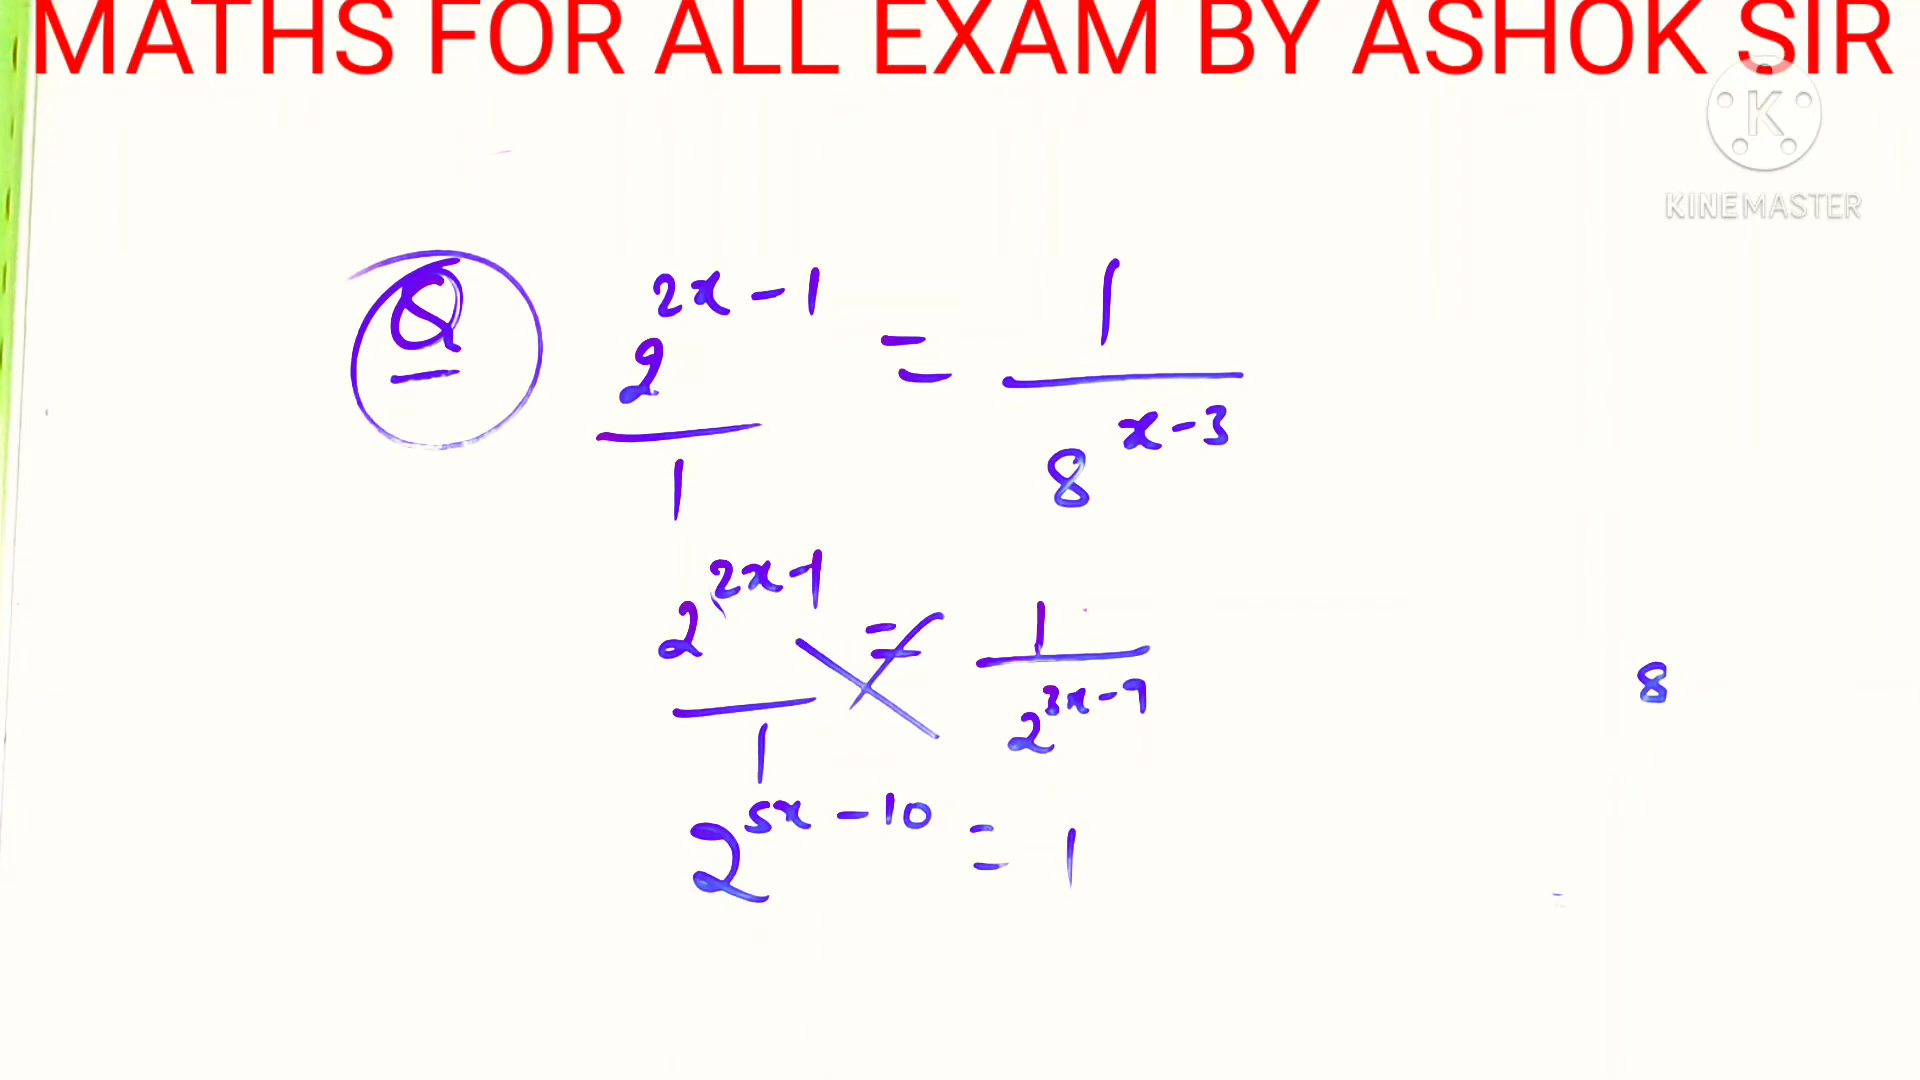 MATHS FOR ALL EXAM BY ASHOK SIR
K
KINEMASTER
Q 2^(2x-1)/1 = 1/8^(x-3)
2^(2x-1)/1 = 1/2^(3x-9)
8
2^(5x-10) = 1